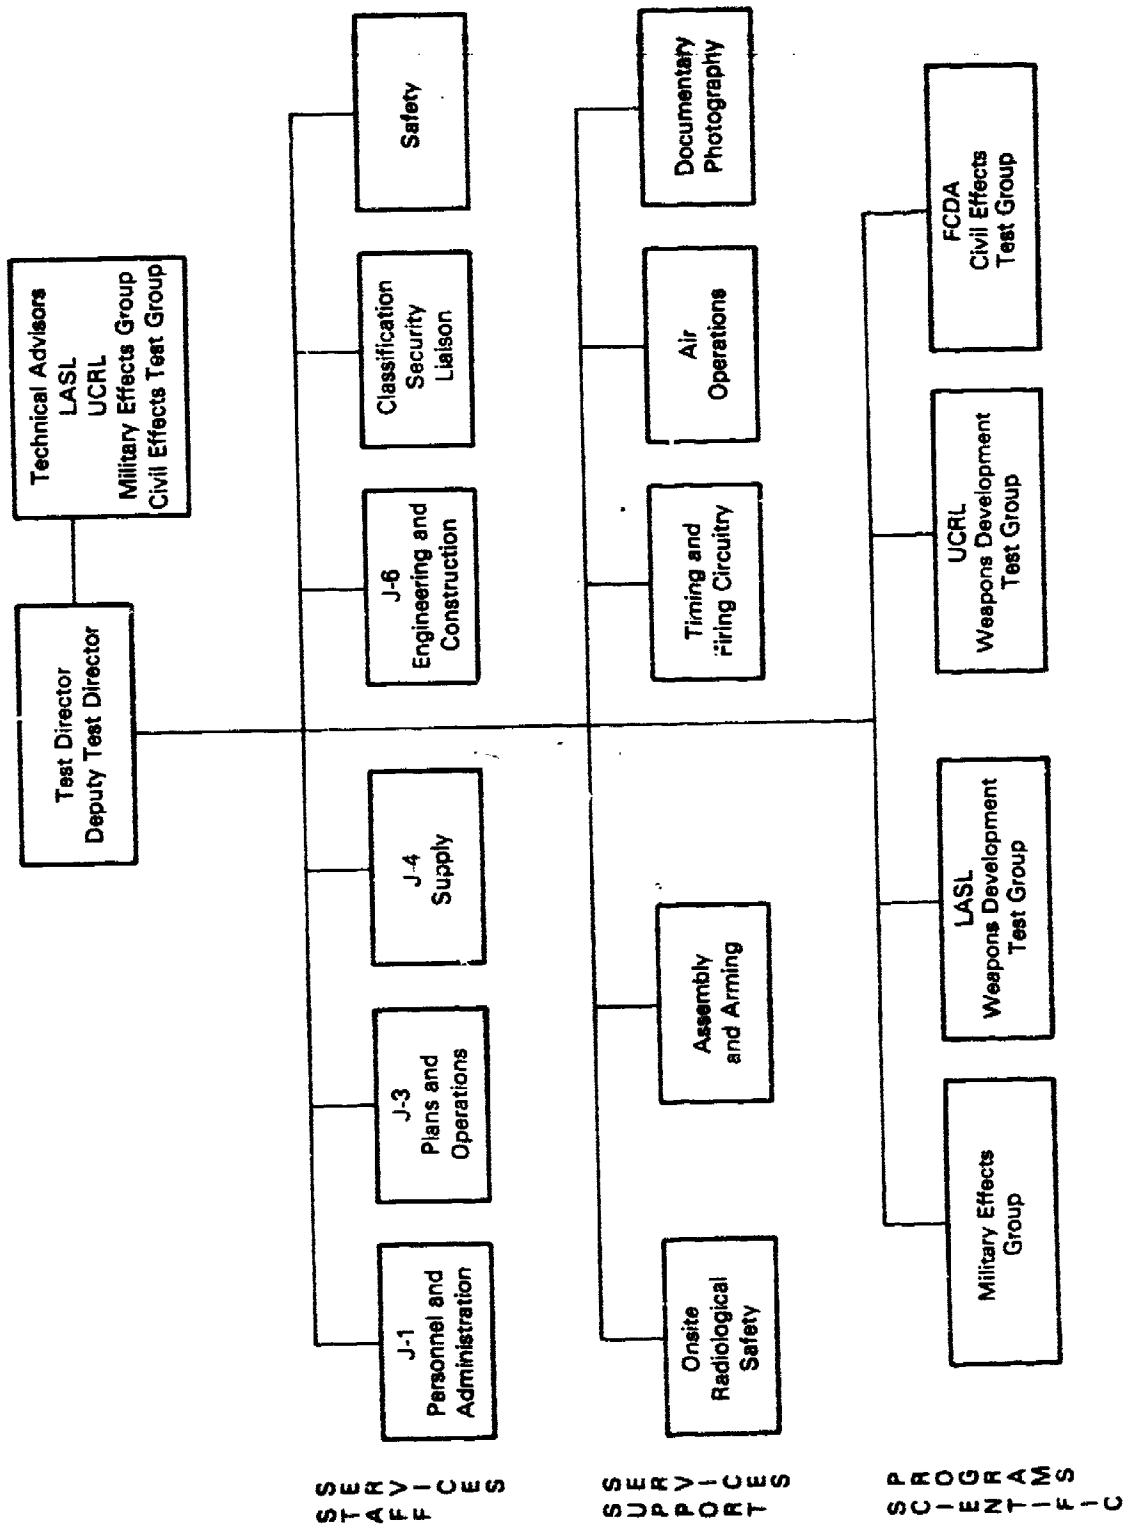 Test Director
Deputy Test Director
Technical Advisors
LASL
UCRL
Military Effects Group
Civil Effects Test Group
STAFF SERVICES
J-1
Personnel and
Administration
J-3
Plans and
Operations
J-4
Supply
J-6
Engineering and
Construction
Classification
Security
Liaison
Safety
SUPPORT SERVICES
Onsite
Radiological
Safety
Assembly
and Arming
Timing and
Firing Circuitry
Air
Operations
Documentary
Photography
SCIENTIFIC PROGRAMS
Military Effects
Group
LASL
Weapons Development
Test Group
UCRL
Weapons Development
Test Group
FCDA
Civil Effects
Test Group